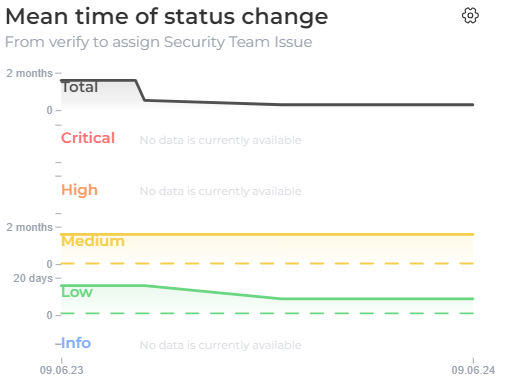 Mean time of status change
From verify to assign Security Team Issue
2 months
Total
0
Critical
No data is currently available
High
No data is currently available
2 months
Medium
0
20 days
Low
0
Info
No data is currently available
09.06.23
09.06.24